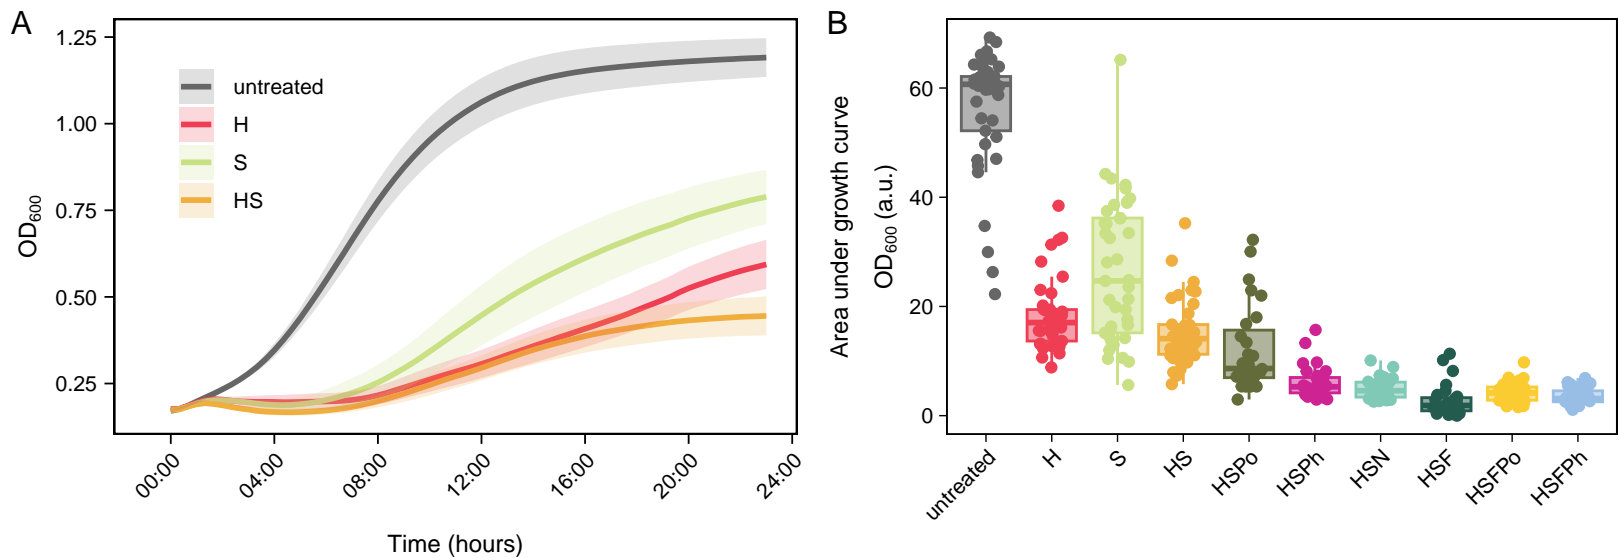 A
1.25
1.00
0.75
0.50
0.25
OD600
untreated
H
S
HS
00:00
04:00
08:00
12:00
16:00
20:00
24:00
Time (hours)
B
Area under growth curve
OD600 (a.u.)
60
40
20
0
untreated
H
S
HS
HSPo
HSPh
HSN
HSF
HSFPo
HSFPh